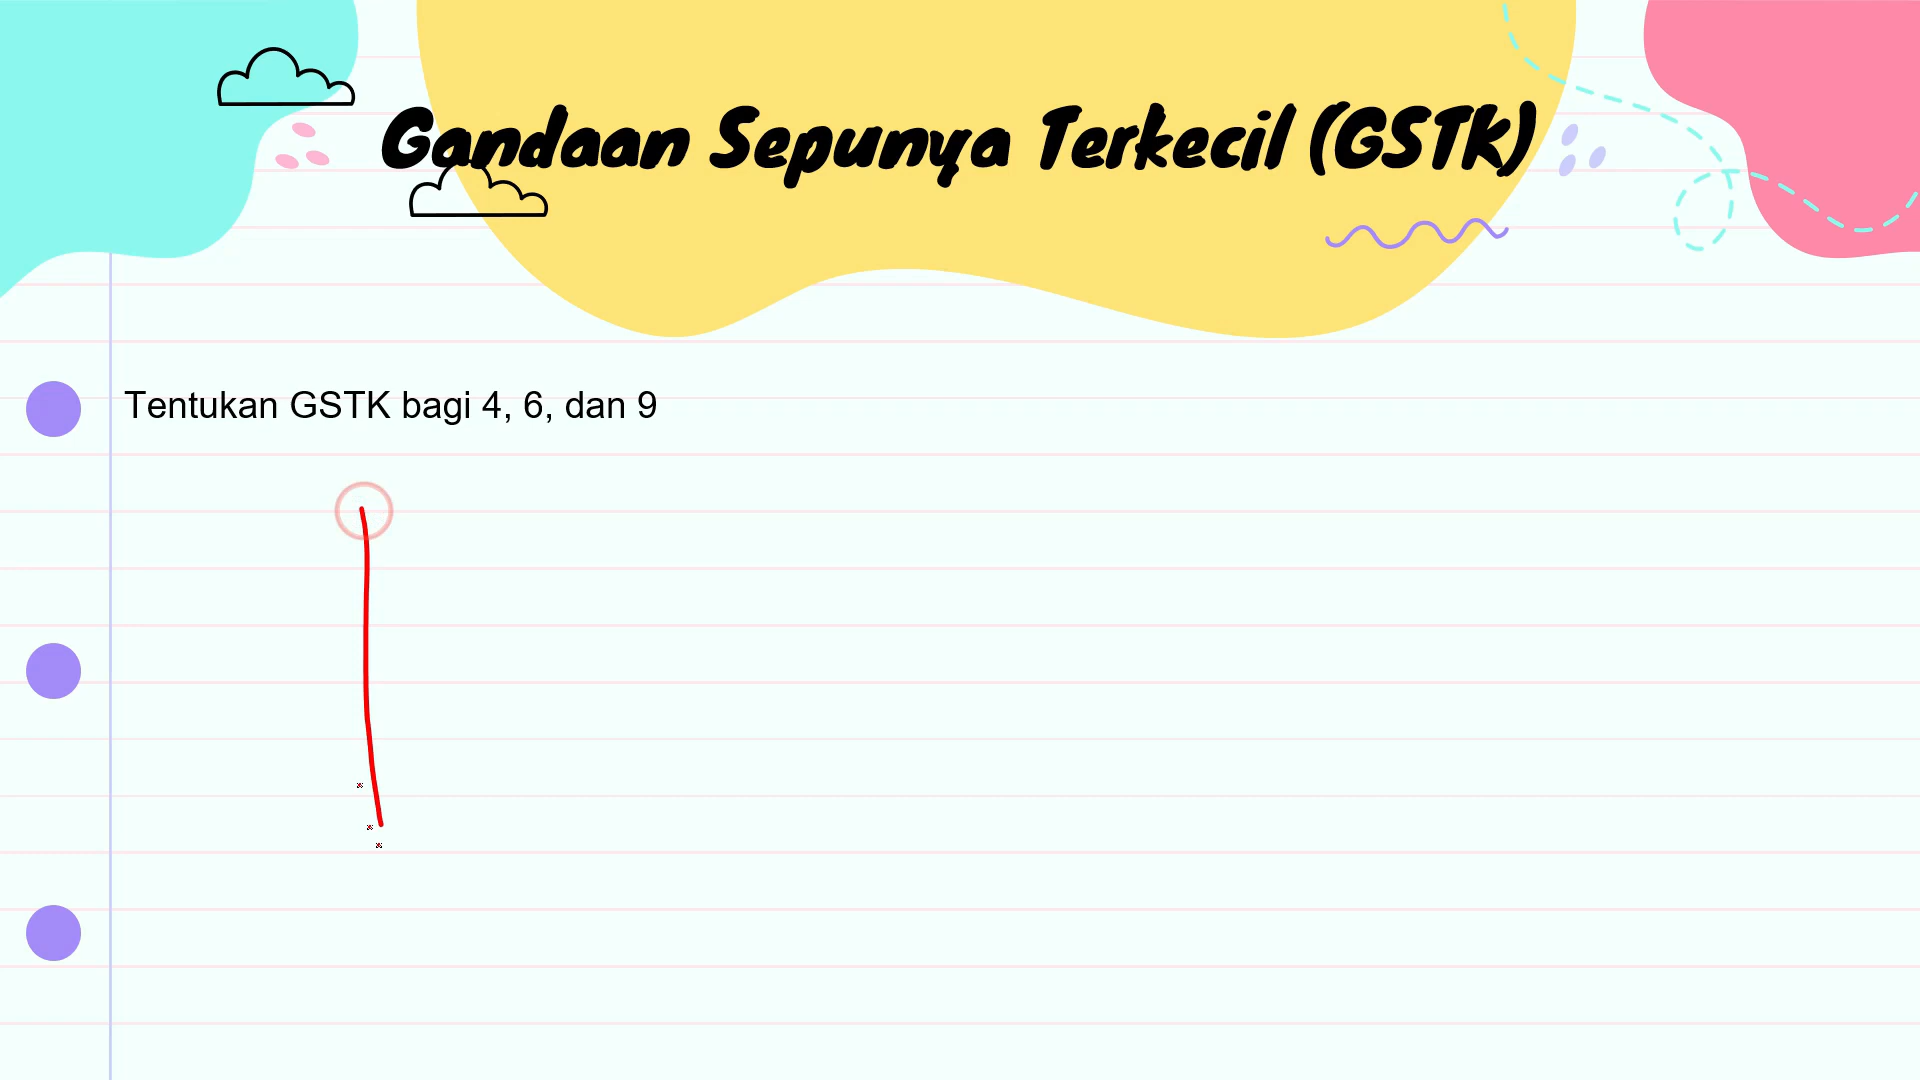 Gandaan Sepunya Terkecil (GSTK)
Tentukan GSTK bagi 4, 6, dan 9